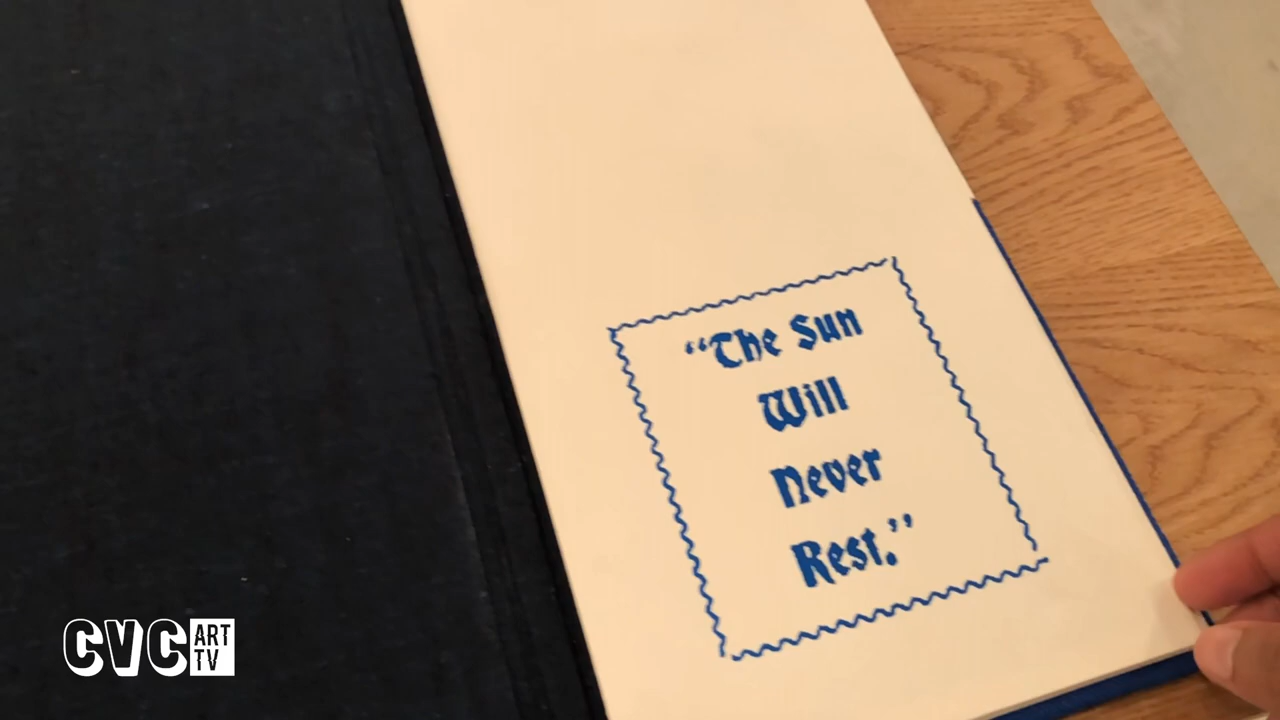 “The Sun
Will
Never
Rest.”
CVC ART
TV